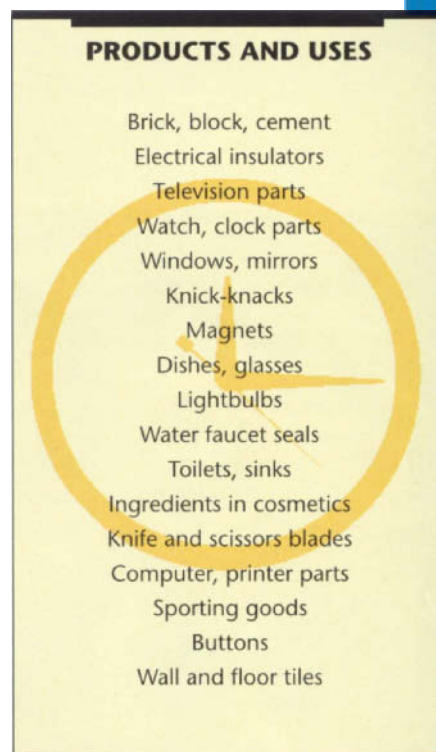 PRODUCTS AND USES
Brick, block, cement
Electrical insulators
Television parts
Watch, clock parts
Windows, mirrors
Knick-knacks
Magnets
Dishes, glasses
Lightbulbs
Water faucet seals
Toilets, sinks
Ingredients in cosmetics
Knife and scissors blades
Computer, printer parts
Sporting goods
Buttons
Wall and floor tiles